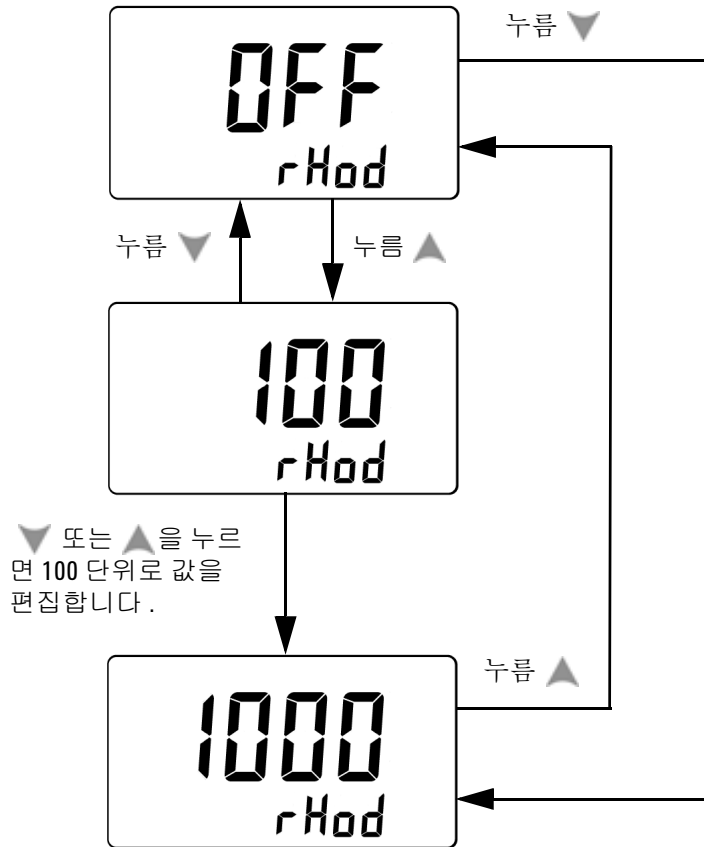 누름
OFF
rHod
누름
누름
100
rHod
또는 을 누르
면 100 단위로 값을
편집합니다 .
누름
1000
rHod